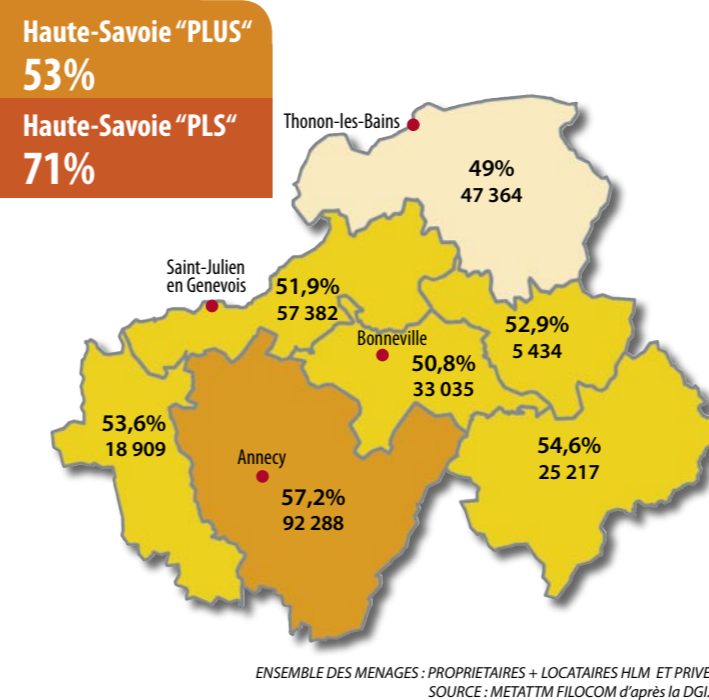 Haute-Savoie “PLUS“
53%
Haute-Savoie “PLS“
71%
Thonon-les-Bains
49%
47 364
Saint-Julien
en Genevois
51,9%
57 382
52,9%
5 434
Bonneville
50,8%
33 035
53,6%
18 909
54,6%
25 217
Annecy
57,2%
92 288
ENSEMBLE DES MENAGES : PROPRIETAIRES + LOCATAIRES HLM ET PRIVE
SOURCE : METATTM FILOCOM d'après la DGI